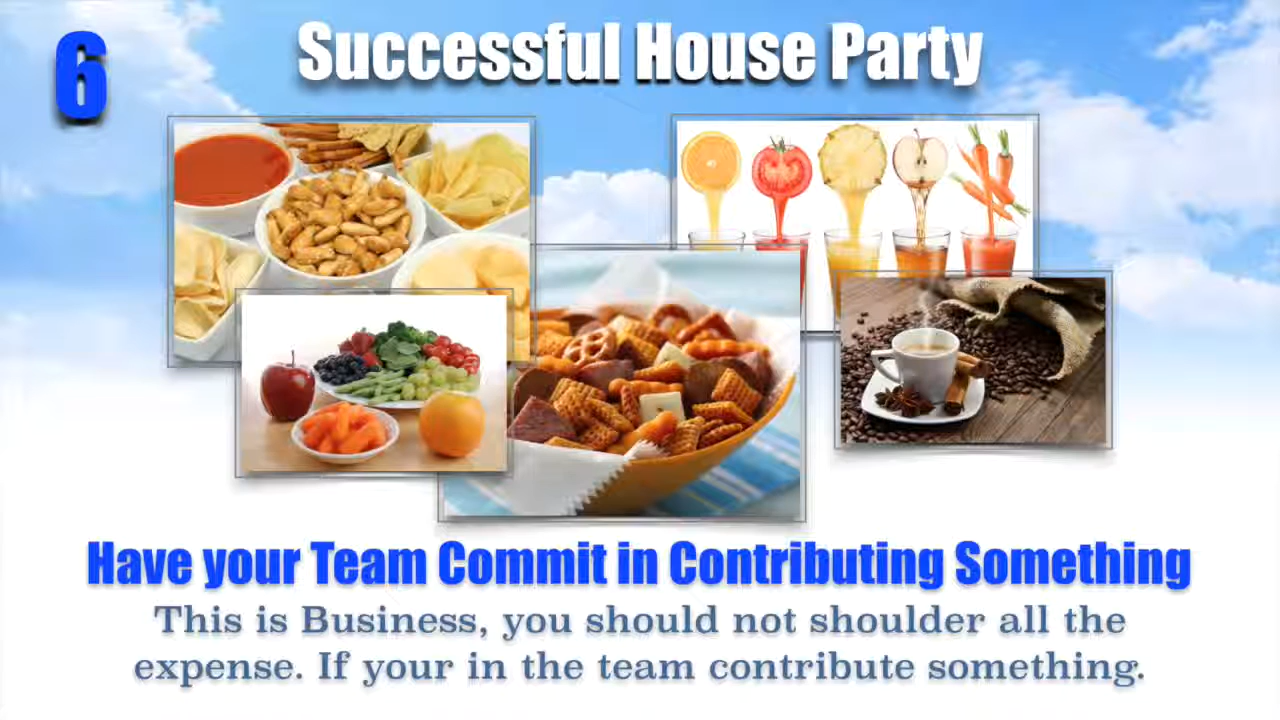 6
Successful House Party
Have your Team Commit in Contributing Something
This is Business, you should not shoulder all the
expense. If your in the team contribute something.